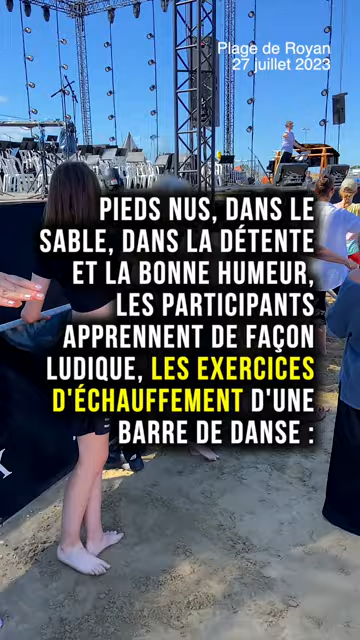 Plage de Royan
27 juillet 2023
PIEDS NUS, DANS LE
SABLE, DANS LA DÉTENTE
ET LA BONNE HUMEUR,
LES PARTICIPANTS
APPRENNENT DE FAÇON
LUDIQUE, LES EXERCICES
D'ÉCHAUFFEMENT D'UNE
BARRE DE DANSE :